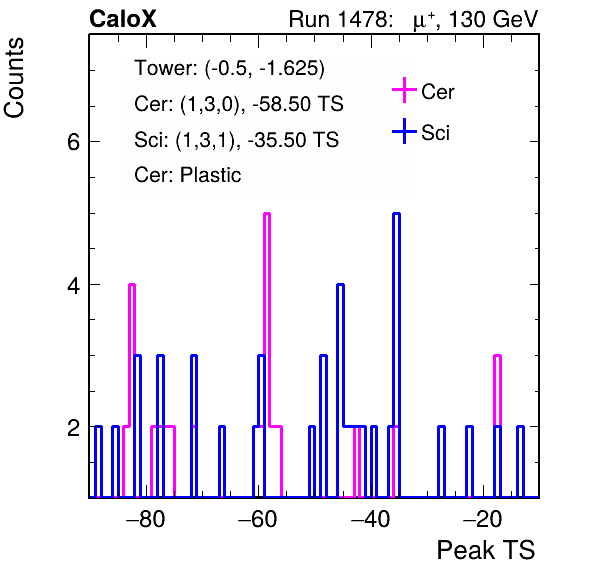 CaloX Run 1478: μ⁺, 130 GeV
Counts
Tower: (-0.5, -1.625)
Cer: (1,3,0), -58.50 TS
Sci: (1,3,1), -35.50 TS
Cer: Plastic
Cer
Sci
6
4
2
−80 −60 −40 −20
Peak TS